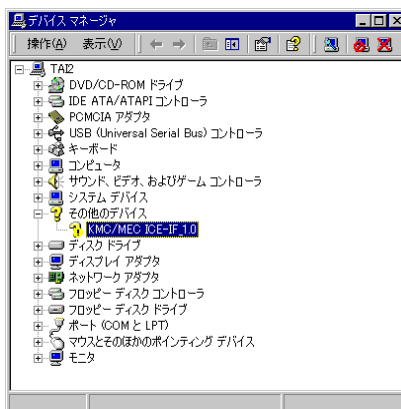 デバイス マネージャ
操作(A) 表示(V)
TAI2
DVD/CD-ROM ドライブ
IDE ATA/ATAPI コントローラ
PCMCIA アダプタ
USB (Universal Serial Bus) コントローラ
キーボード
コンピュータ
サウンド、ビデオ、およびゲーム コントローラ
システム デバイス
その他のデバイス
KMC/MEC ICE-IF_1.0
ディスク ドライブ
ディスプレイ アダプタ
ネットワーク アダプタ
フロッピー ディスク コントローラ
フロッピー ディスク ドライブ
ポート (COM と LPT)
マウスとそのほかのポインティング デバイス
モニタ